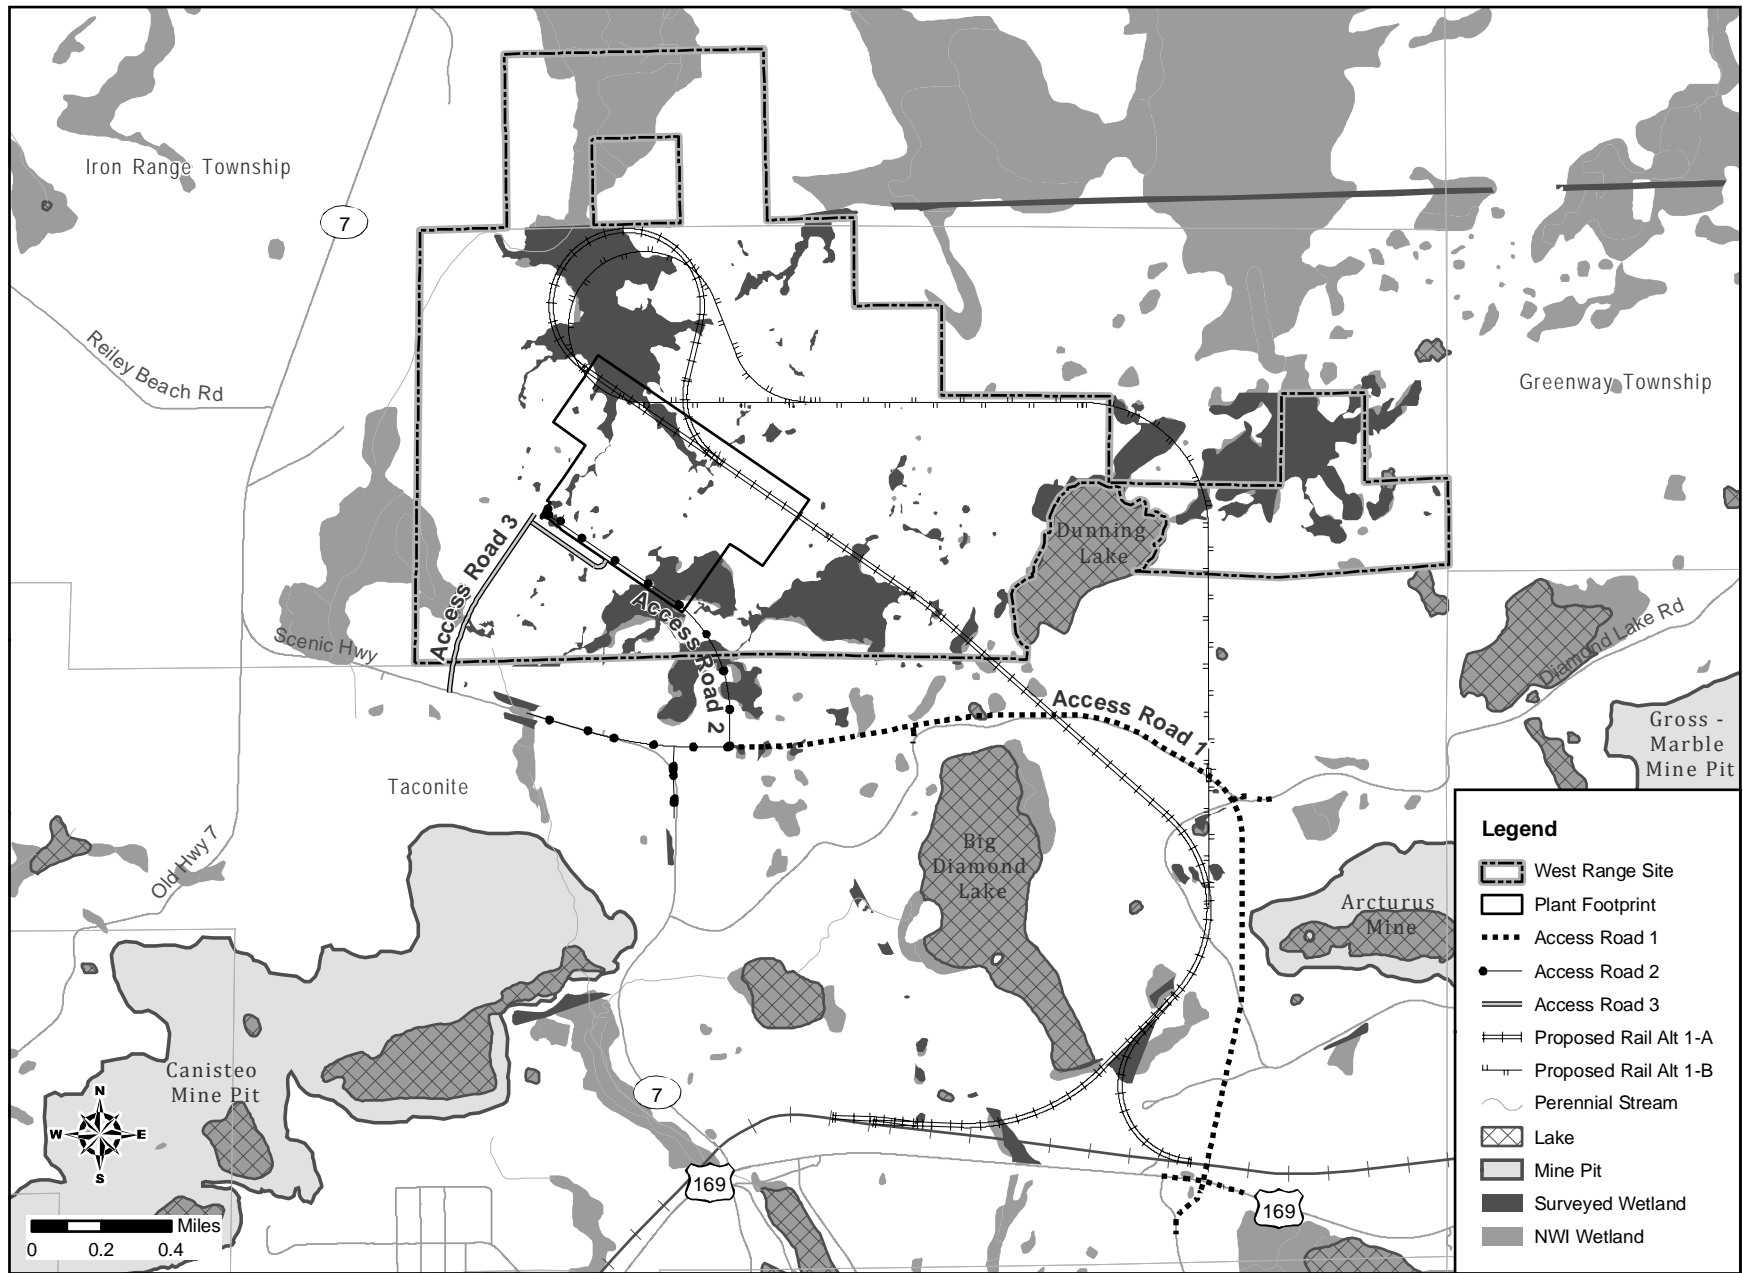 Iron Range Township
7
Reiley Beach Rd
Greenway Township
Access Road 3
Dunning
Lake
Access Road 2
Scenic Hwy
Diamond Lake Rd
Access Road 1
Gross -
Marble
Mine Pit
Taconite
Old Hwy 7
Big
Diamond
Lake
Arcturus
Mine
Canisteo
Mine Pit
N
W
E
S
7
169
169
Miles
0
0.2
0.4
Legend
West Range Site
Plant Footprint
Access Road 1
Access Road 2
Access Road 3
Proposed Rail Alt 1-A
Proposed Rail Alt 1-B
Perennial Stream
Lake
Mine Pit
Surveyed Wetland
NWI Wetland